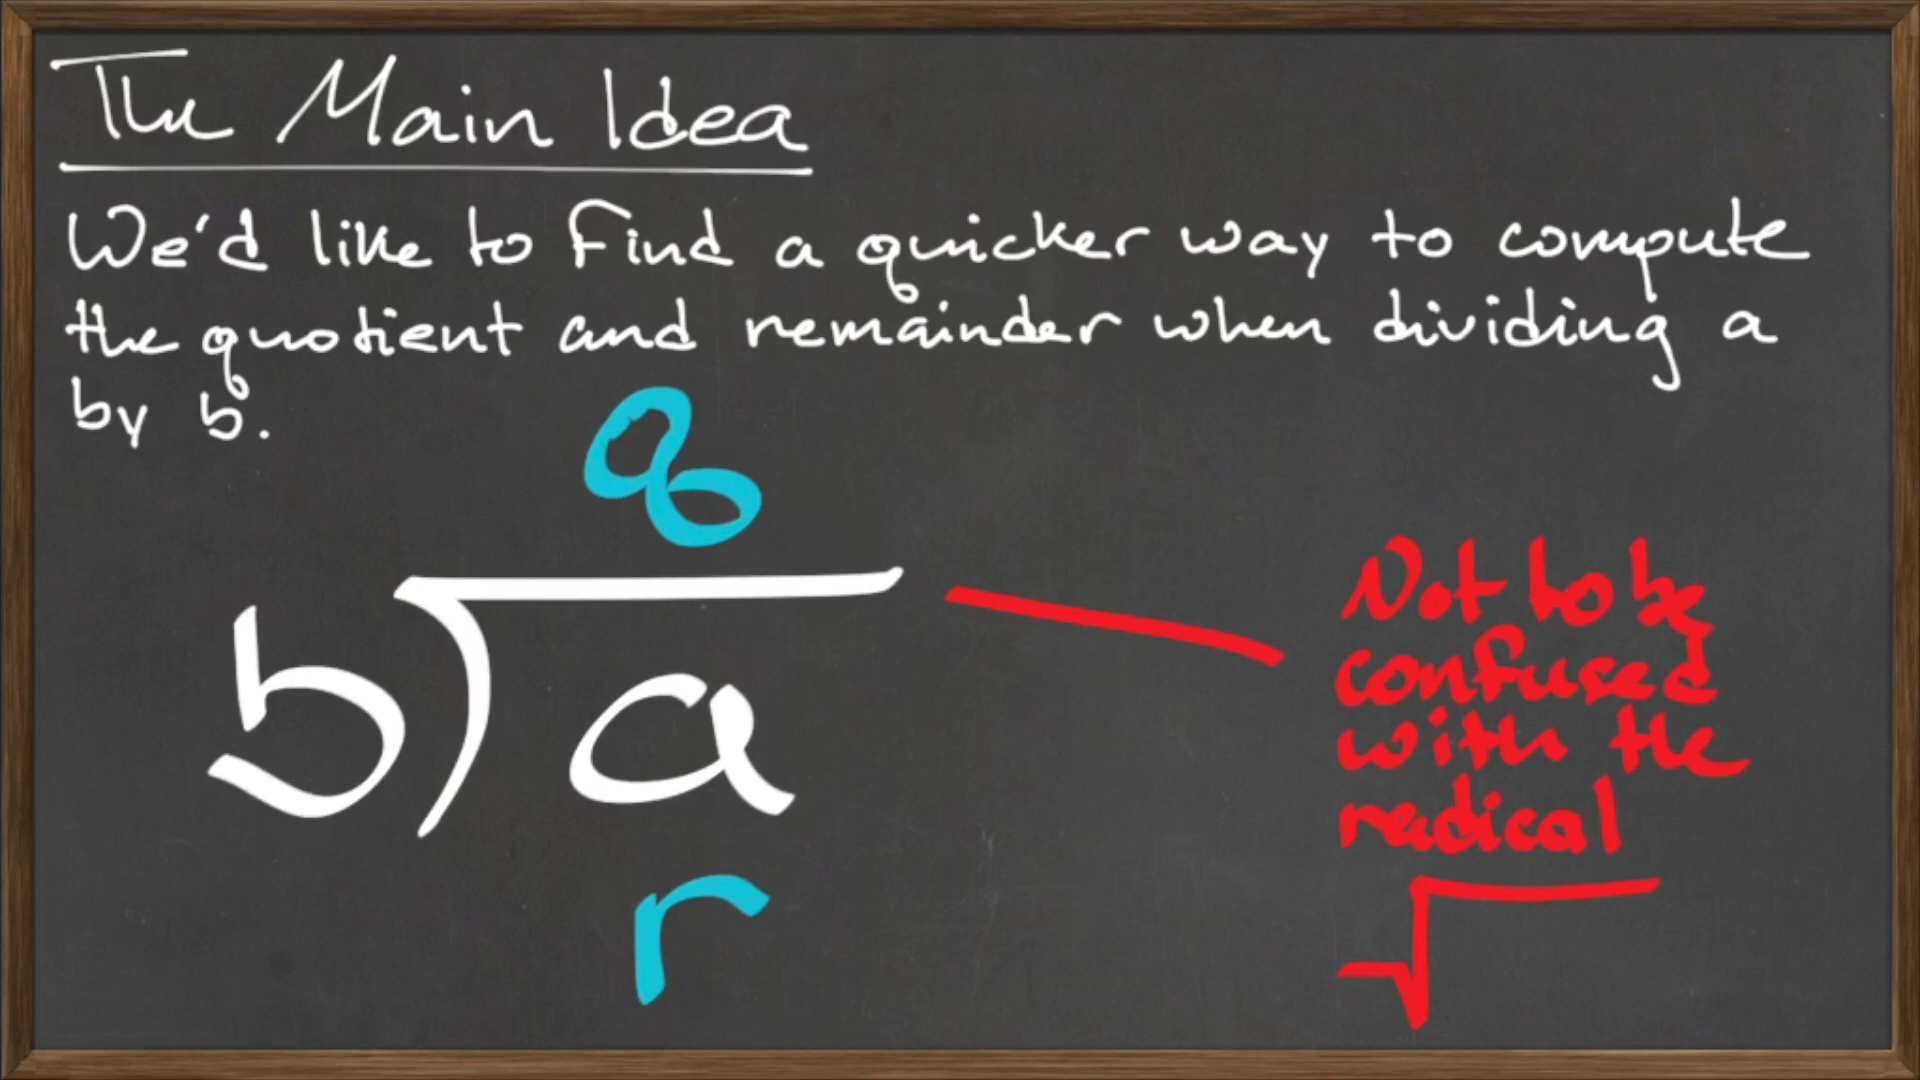 The Main Idea
We'd like to find a quicker way to compute
the quotient and remainder when dividing a
by b.
q
b) a
r
Not to be
confused
with the
radical
√